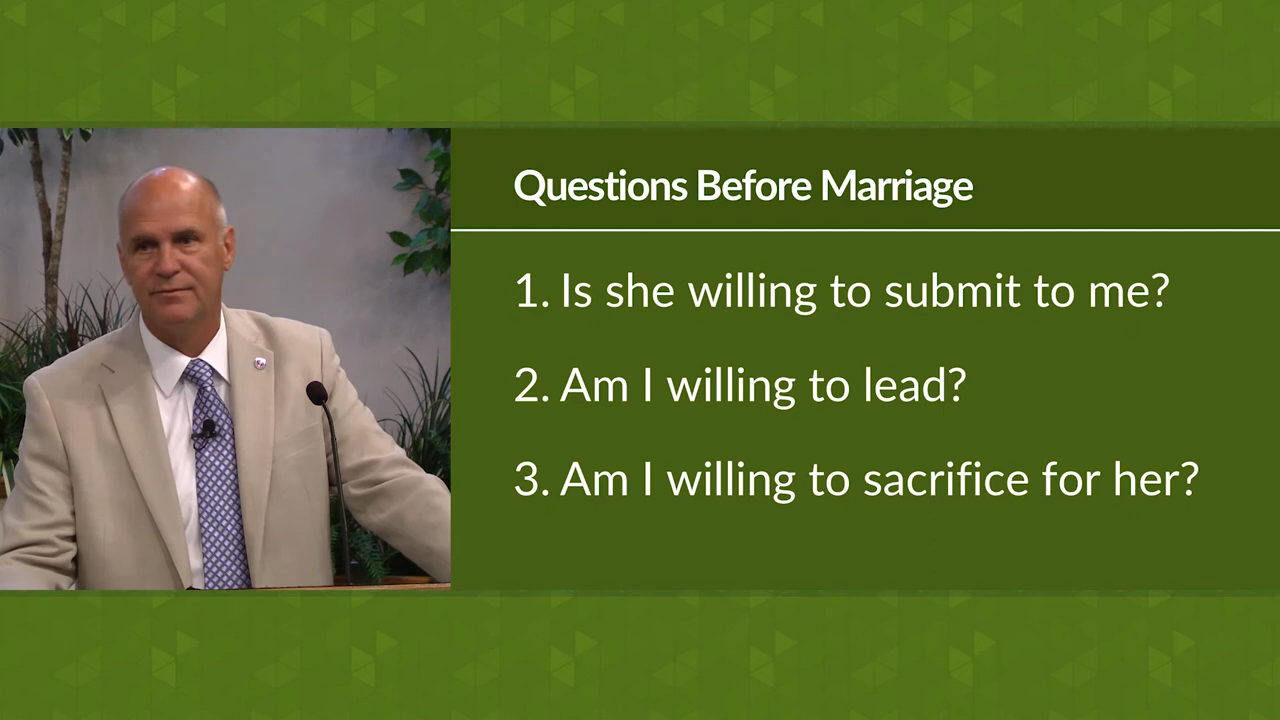 Questions Before Marriage
1. Is she willing to submit to me?
2. Am I willing to lead?
3. Am I willing to sacrifice for her?